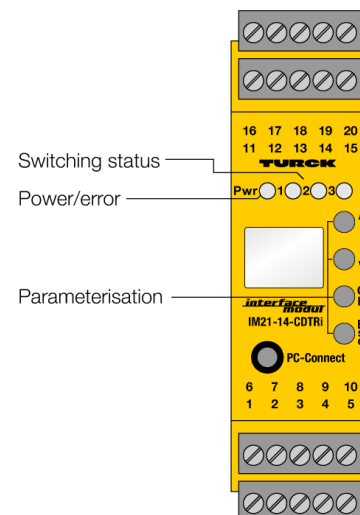 16 17 18 19 20
11 12 13 14 15
TURCK
Switching status
Pwr 1 2 3
Power/error
Parameterisation
interface
modul
IM21-14-CDTRi
PC-Connect
6 7 8 9 10
1 2 3 4 5